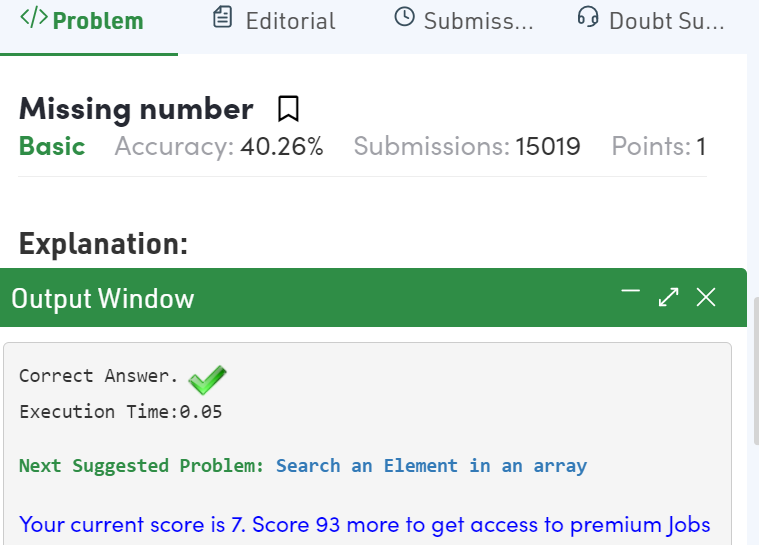 </> Problem Editorial Submiss... Doubt Su...
Missing number
Basic Accuracy: 40.26% Submissions: 15019 Points: 1
Explanation:
Output Window
Correct Answer.
Execution Time:0.05
Next Suggested Problem: Search an Element in an array
Your current score is 7. Score 93 more to get access to premium Jobs